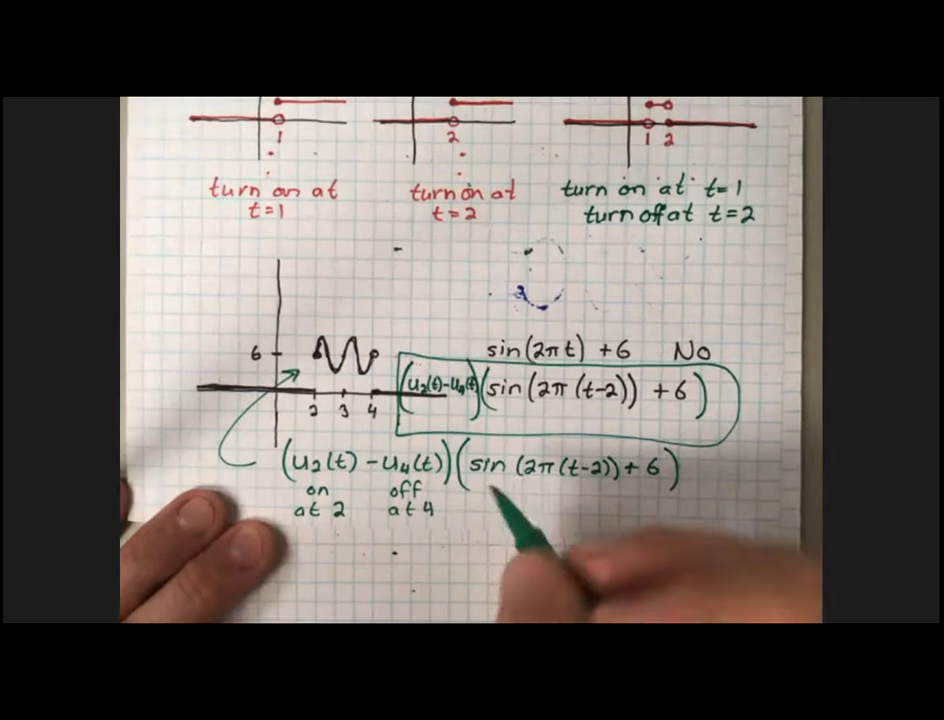 1
2
1 2
turn on at
t=1
turn on at
t=2
turn on at t=1
turn off at t=2
6
2 3 4
sin(2πt) +6 No
(u₂(t)-u₄(t))(sin(2π(t-2)) +6)
(u₂(t) -u₄(t))(sin (2π(t-2))+6)
on
at 2
off
at 4